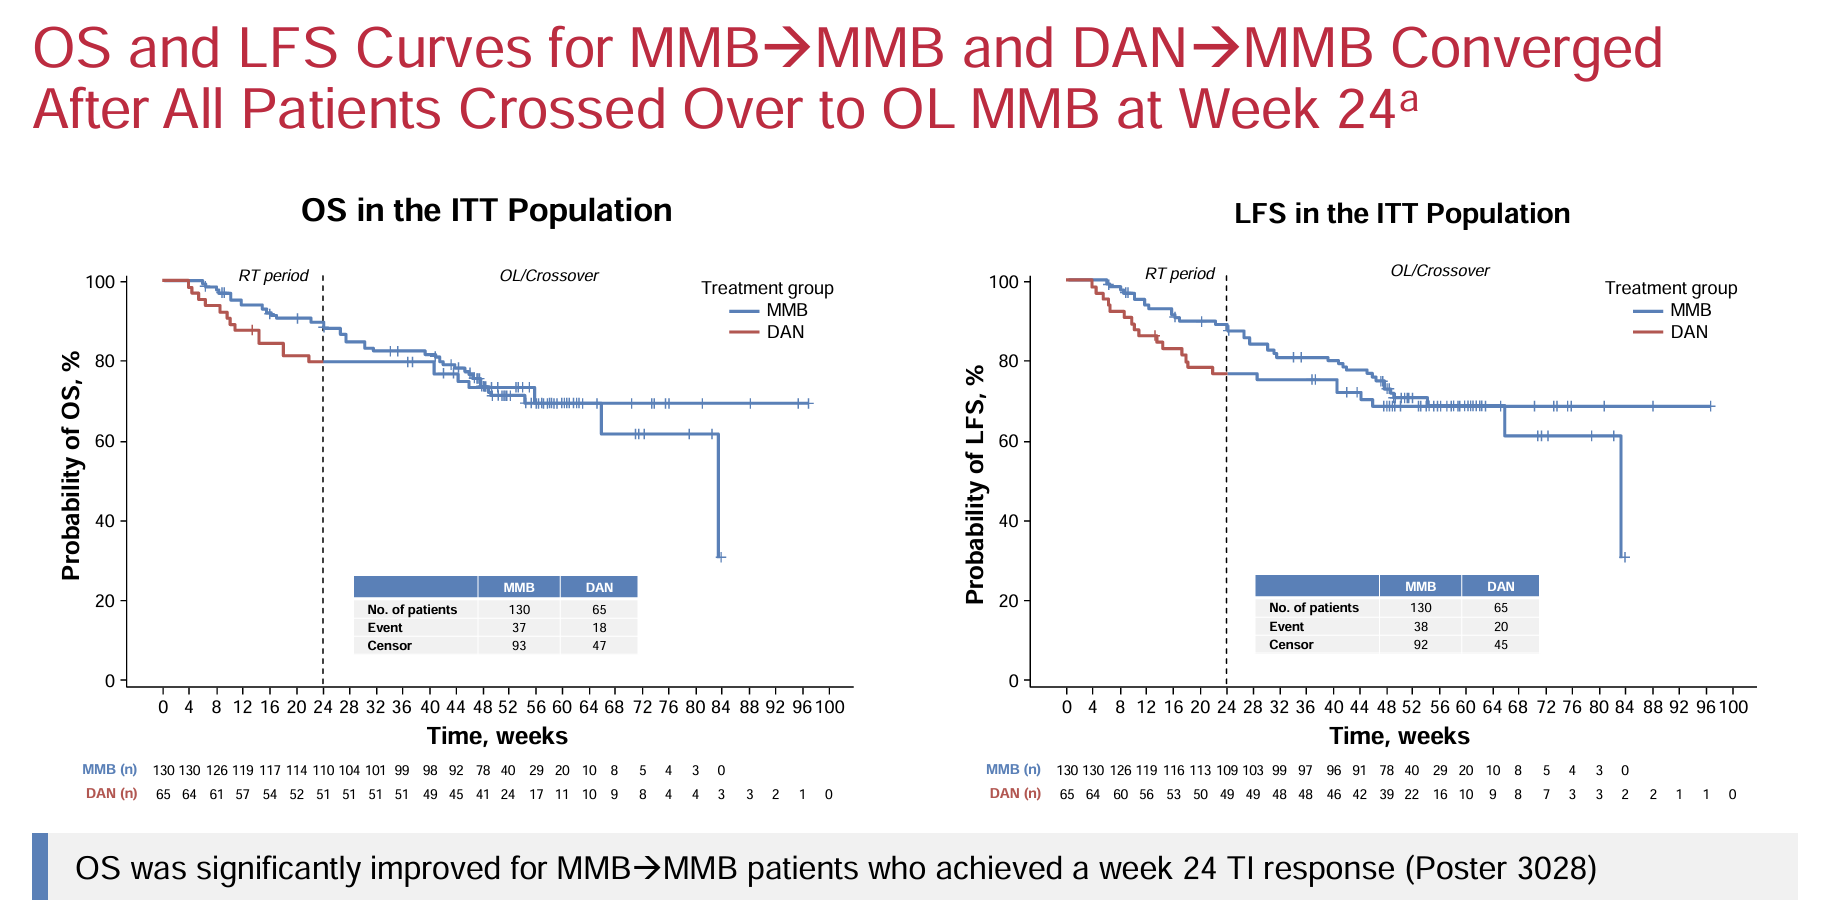 OS and LFS Curves for MMB→MMB and DAN→MMB Converged
After All Patients Crossed Over to OL MMB at Week 24a
OS in the ITT Population
RT period
OL/Crossover
Treatment group
MMB
DAN
Probability of OS, %
100
80
60
40
20
0
MMB DAN
No. of patients 130 65
Event 37 18
Censor 93 47
0 4 8 12 16 20 24 28 32 36 40 44 48 52 56 60 64 68 72 76 80 84 88 92 96 100
Time, weeks
MMB (n) 130 130 126 119 117 114 110 104 101 99 98 92 78 40 29 20 10 8 5 4 3 0
DAN (n) 65 64 61 57 54 52 51 51 51 51 49 45 41 24 17 11 10 9 8 4 4 3 3 2 1 0
LFS in the ITT Population
RT period
OL/Crossover
Treatment group
MMB
DAN
Probability of LFS, %
100
80
60
40
20
0
MMB DAN
No. of patients 130 65
Event 38 20
Censor 92 45
0 4 8 12 16 20 24 28 32 36 40 44 48 52 56 60 64 68 72 76 80 84 88 92 96 100
Time, weeks
MMB (n) 130 130 126 119 116 113 109 103 99 97 96 91 78 40 29 20 10 8 5 4 3 0
DAN (n) 65 64 60 56 53 50 49 49 48 48 46 42 39 22 16 10 9 8 7 3 3 2 2 1 1 0
OS was significantly improved for MMB→MMB patients who achieved a week 24 TI response (Poster 3028)